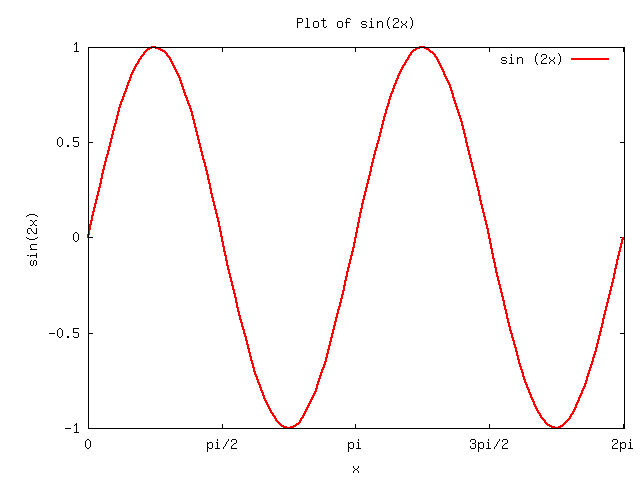 Plot of sin(2x)
sin (2x)
1
0.5
0
-0.5
-1
sin(2x)
0 pi/2 pi 3pi/2 2pi
x